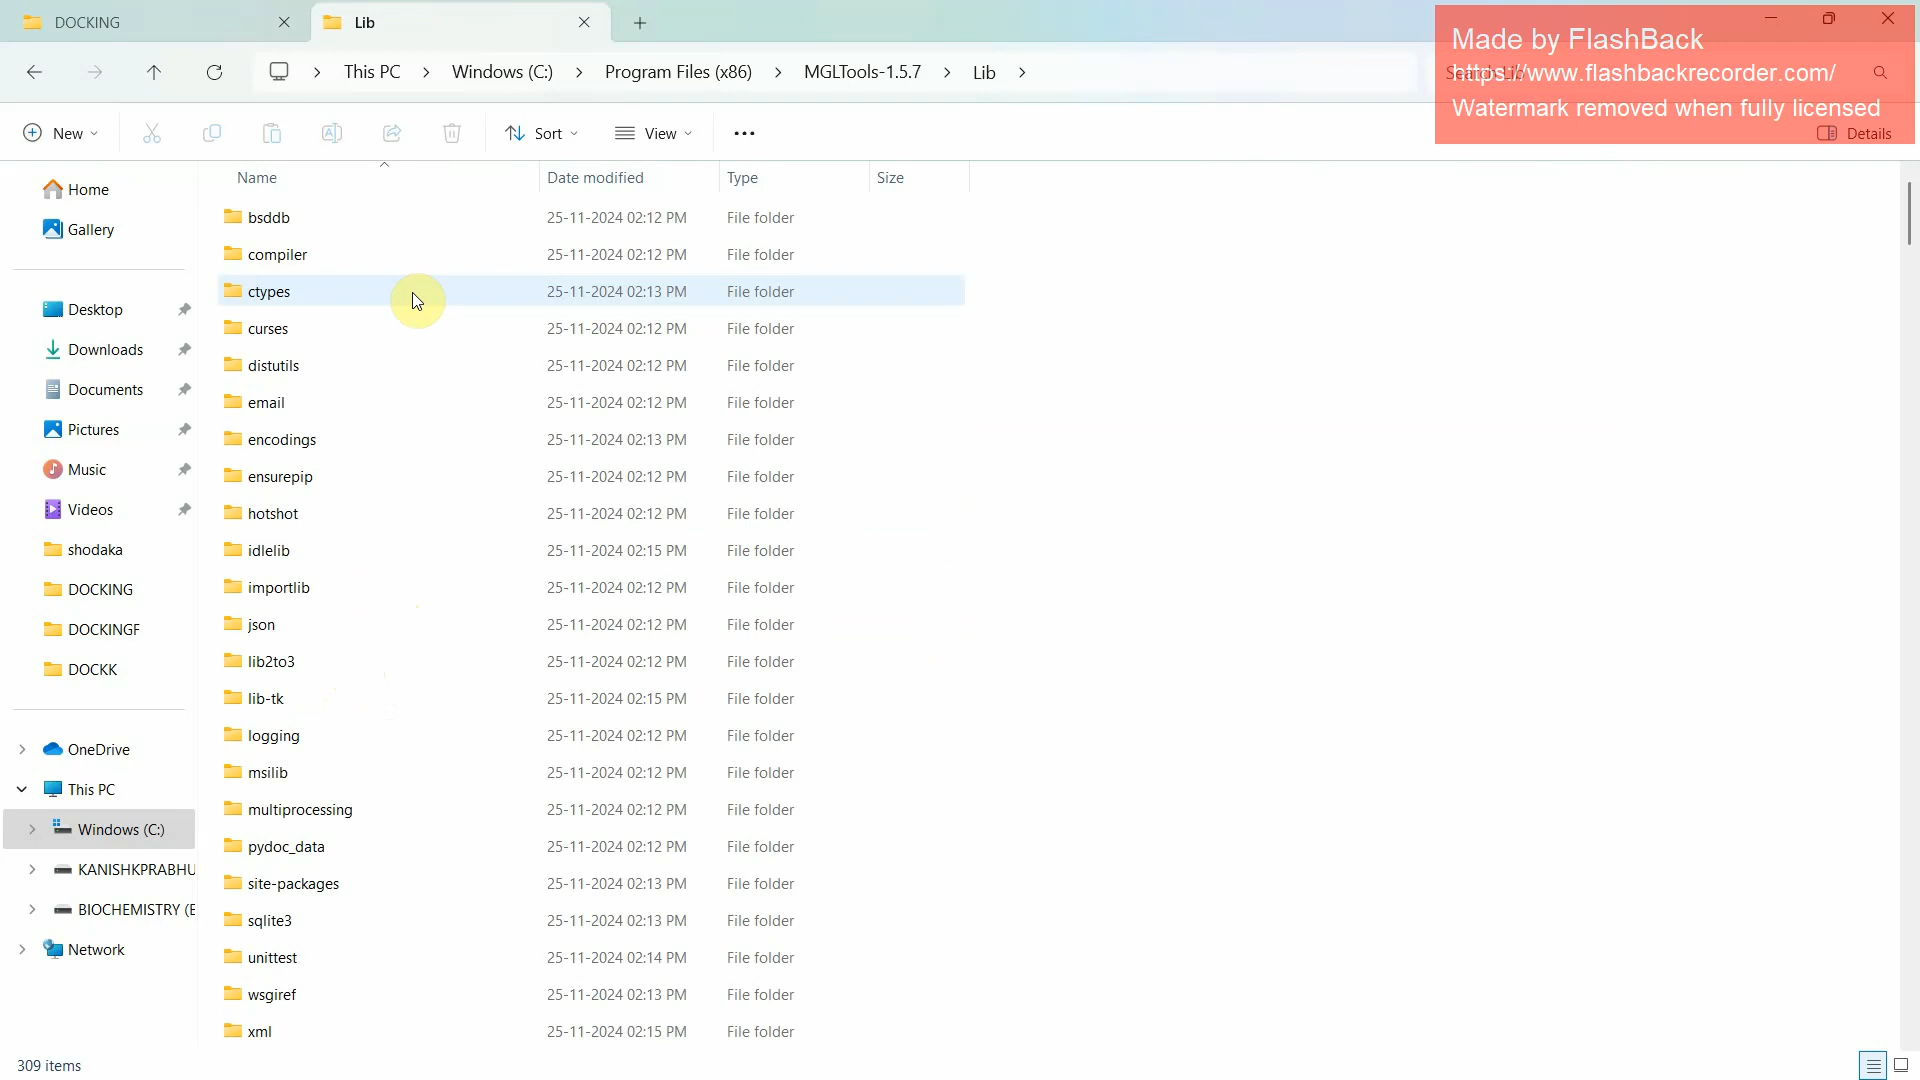 DOCKING
Lib
Made by FlashBack
https://www.flashbackrecorder.com/
Watermark removed when fully licensed
This PC > Windows (C:) > Program Files (x86) > MGLTools-1.5.7 > Lib >
New
Sort
View
Details
Name
Date modified
Type
Size
Home
Gallery
Desktop
Downloads
Documents
Pictures
Music
Videos
shodaka
DOCKING
DOCKINGF
DOCKK
OneDrive
This PC
Windows (C:)
KANISHKPRABHU
BIOCHEMISTRY (E
Network
bsddb 25-11-2024 02:12 PM File folder
compiler 25-11-2024 02:12 PM File folder
ctypes 25-11-2024 02:13 PM File folder
curses 25-11-2024 02:12 PM File folder
distutils 25-11-2024 02:12 PM File folder
email 25-11-2024 02:12 PM File folder
encodings 25-11-2024 02:13 PM File folder
ensurepip 25-11-2024 02:12 PM File folder
hotshot 25-11-2024 02:12 PM File folder
idlelib 25-11-2024 02:15 PM File folder
importlib 25-11-2024 02:12 PM File folder
json 25-11-2024 02:12 PM File folder
lib2to3 25-11-2024 02:12 PM File folder
lib-tk 25-11-2024 02:15 PM File folder
logging 25-11-2024 02:12 PM File folder
msilib 25-11-2024 02:12 PM File folder
multiprocessing 25-11-2024 02:12 PM File folder
pydoc_data 25-11-2024 02:12 PM File folder
site-packages 25-11-2024 02:13 PM File folder
sqlite3 25-11-2024 02:13 PM File folder
unittest 25-11-2024 02:14 PM File folder
wsgiref 25-11-2024 02:13 PM File folder
xml 25-11-2024 02:15 PM File folder
309 items